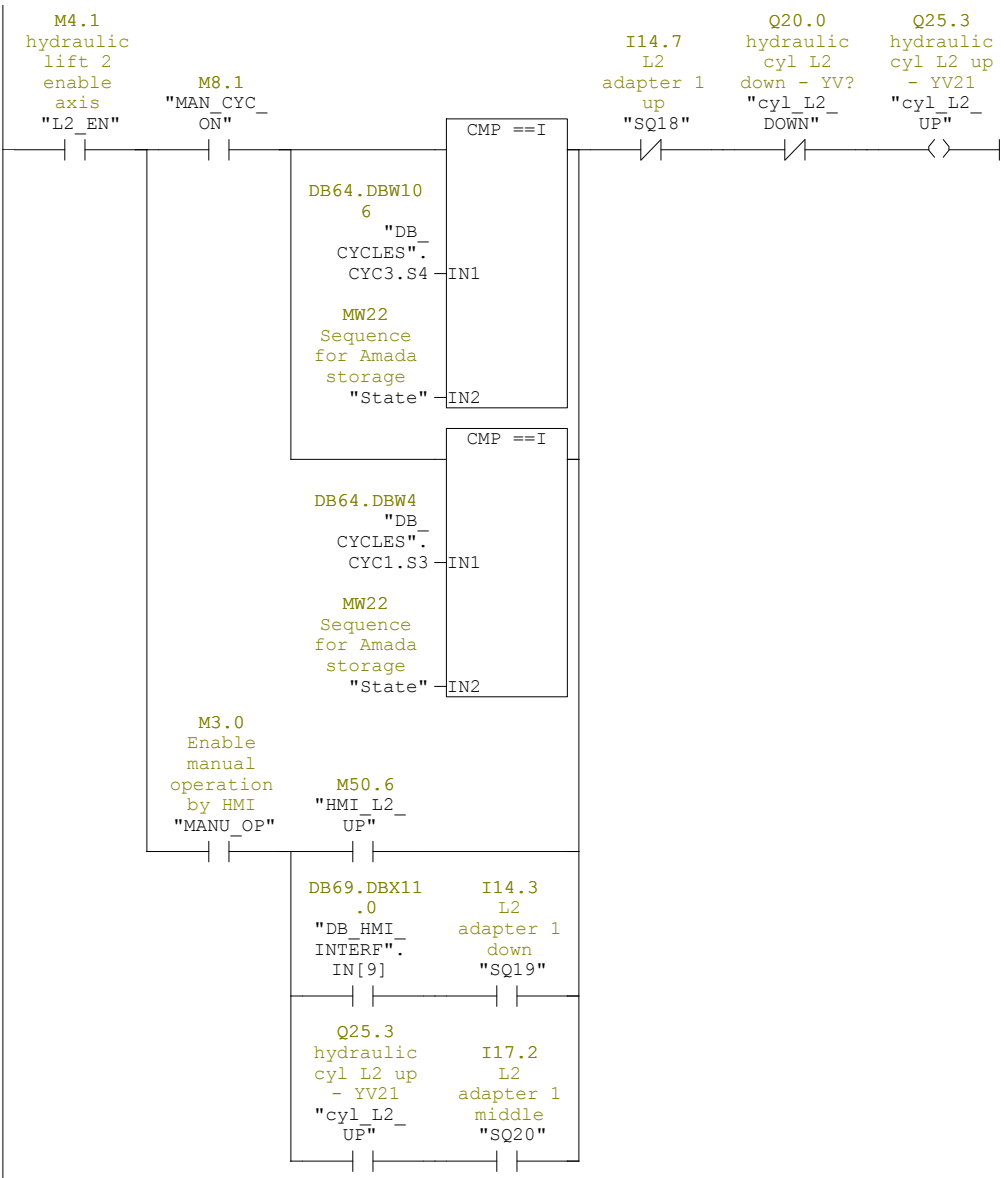 M4.1
hydraulic
lift 2
enable
axis
"L2_EN"
M8.1
"MAN_CYC_
ON"
CMP ==I
I14.7
L2
adapter 1
up
"SQ18"
Q20.0
hydraulic
cyl L2
down - YV?
"cyl_L2_
DOWN"
Q25.3
hydraulic
cyl L2 up
- YV21
"cyl_L2_
UP"
DB64.DBW10
6
"DB_
CYCLES".
CYC3.S4
IN1
MW22
Sequence
for Amada
storage
"State"
IN2
CMP ==I
DB64.DBW4
"DB_
CYCLES".
CYC1.S3
IN1
MW22
Sequence
for Amada
storage
"State"
IN2
M3.0
Enable
manual
operation
by HMI
"MANU_OP"
M50.6
"HMI_L2_
UP"
DB69.DBX11
.0
"DB_HMI_
INTERF".
IN[9]
I14.3
L2
adapter 1
down
"SQ19"
Q25.3
hydraulic
cyl L2 up
- YV21
"cyl_L2_
UP"
I17.2
L2
adapter 1
middle
"SQ20"